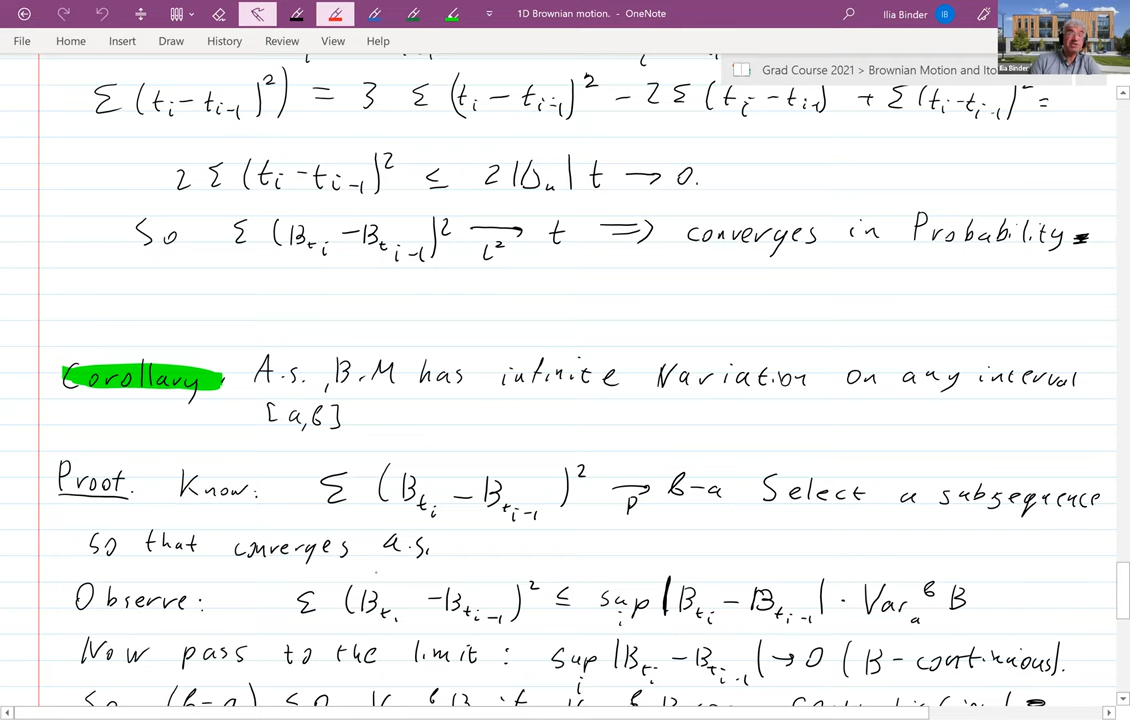 1D Brownian motion. - OneNote
Ilia Binder IB
File Home Insert Draw History Review View Help
Grad Course 2021 > Brownian Motion and Ito
Ilia Binder
Σ (t_i - t_{i-1})^2) = 3 Σ (t_i - t_{i-1})^2 - 2 Σ (t_i - t_{i-1}) + Σ (t_i - t_{i-1})^2 =
2 Σ (t_i - t_{i-1})^2 ≤ 2 |Δ_n| t → 0.
So Σ (B_{t_i} - B_{t_{i-1}})^2 →_{L^2} t ⟹ converges in Probability
Corollary. A.s., B.M has infinite Variation on any interval
[a, b]
Proof. Know: Σ (B_{t_i} - B_{t_{i-1}})^2 →_p b-a Select a subsequence
so that converges a.s.
Observe: Σ (B_{t_i} - B_{t_{i-1}})^2 ≤ sup_i |B_{t_i} - B_{t_{i-1}}| · Var_a^b B
Now pass to the limit: sup_i |B_{t_i} - B_{t_{i-1}}| → 0 (B - continuous).